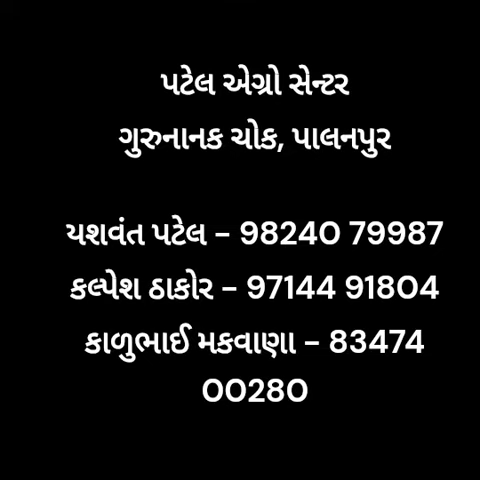 પટેલ એગ્રો સેન્ટર
ગુરુનાનક ચોક, પાલનપુર
યશવંત પટેલ - 98240 79987
કલ્પેશ ઠાકોર - 97144 91804
કાળુભાઈ મકવાણા - 83474
00280